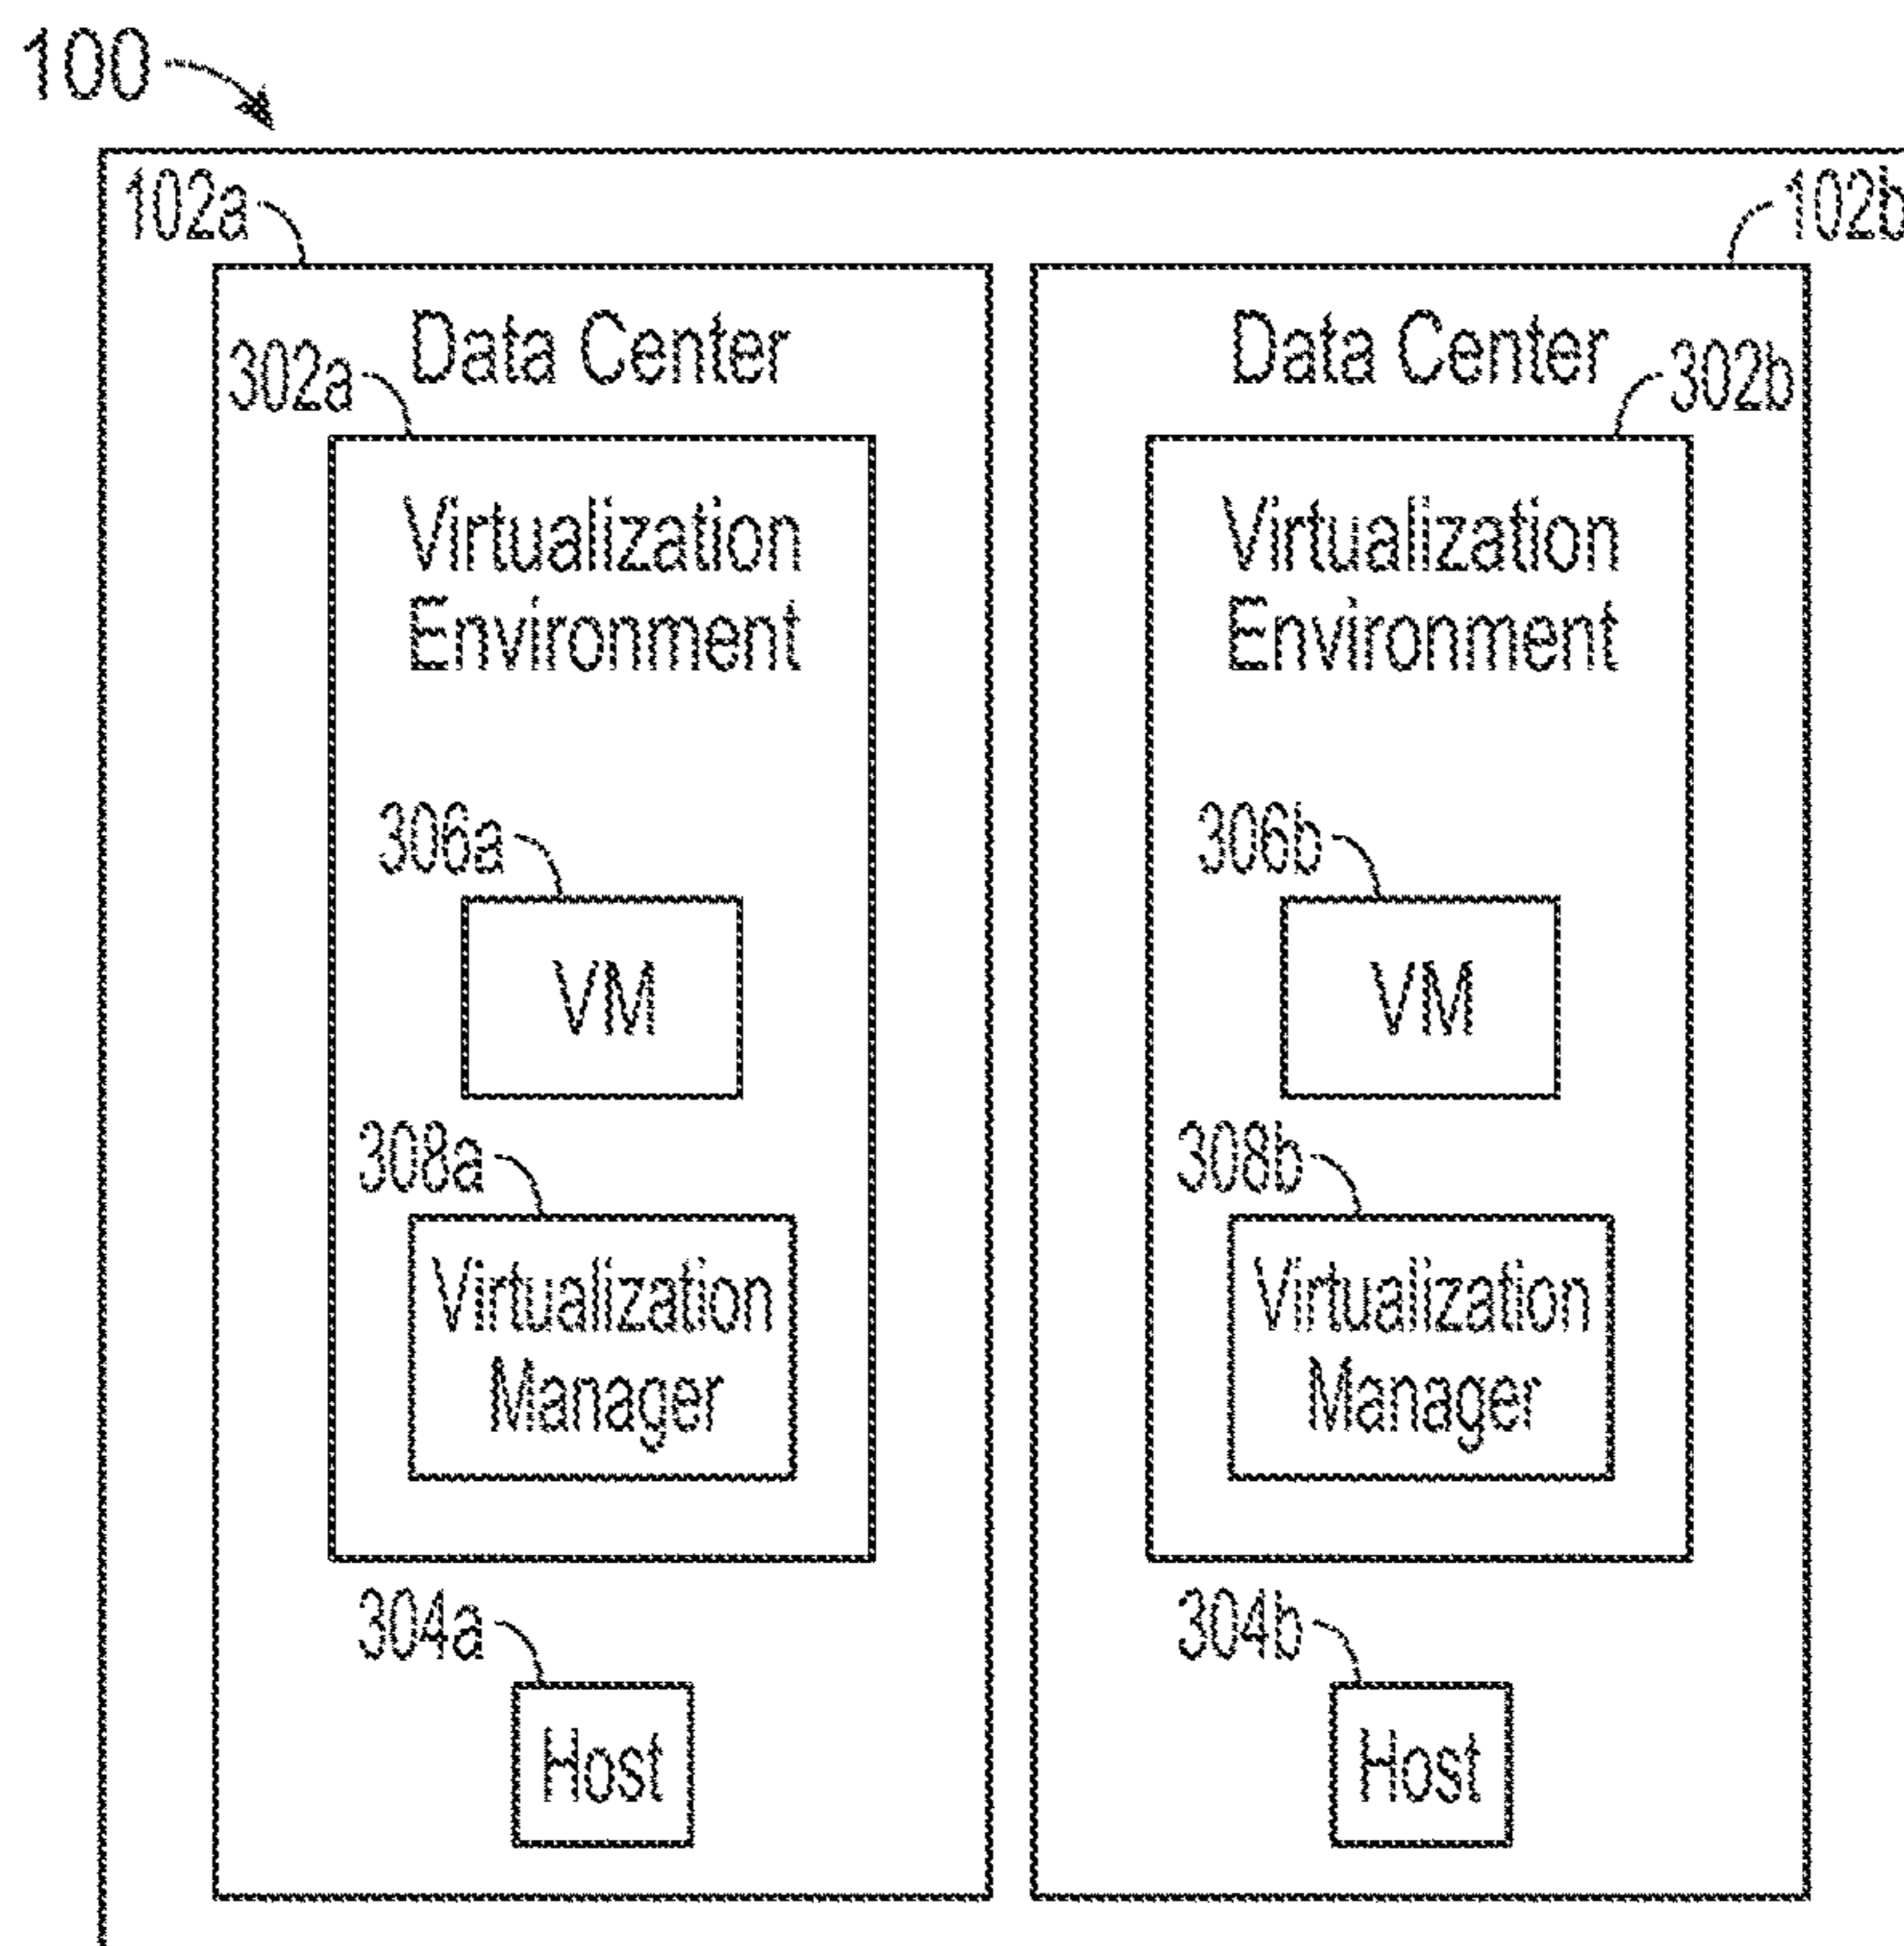 100
102a
102b
Data Center
302a
Virtualization
Environment
306a
VM
308a
Virtualization
Manager
304a
Host
Data Center
302b
Virtualization
Environment
306b
VM
308b
Virtualization
Manager
304b
Host